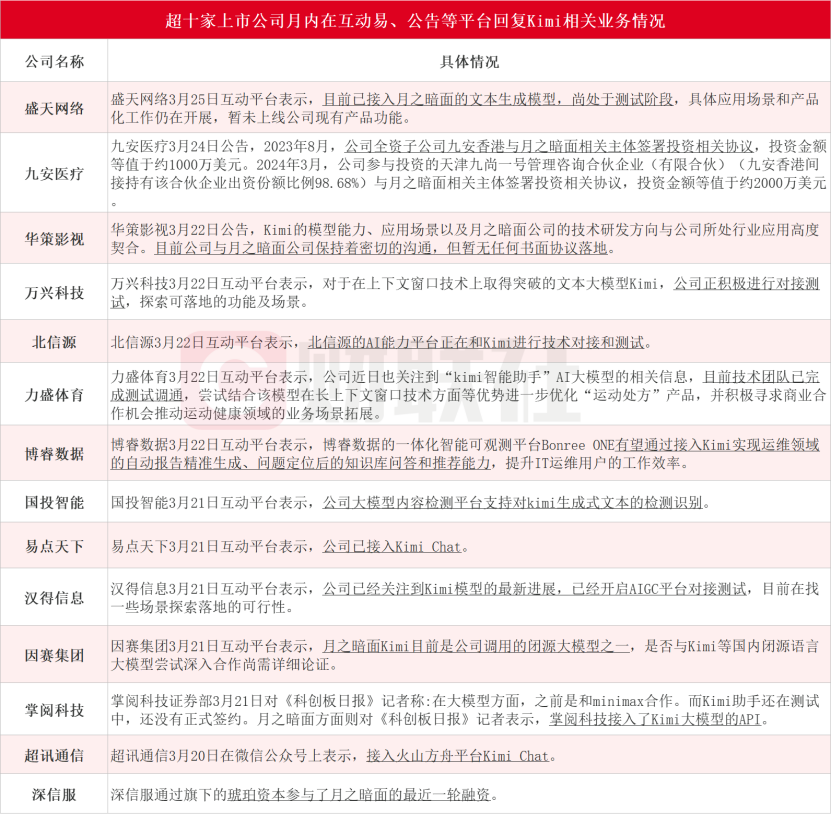 超十家上市公司月内在互动易、公告等平台回复Kimi相关业务情况
公司名称
具体情况
盛天网络
盛天网络3月25日互动平台表示，目前已接入月之暗面的文本生成模型，尚处于测试阶段，具体应用场景和产品
化工作仍在开展，暂未上线公司现有产品功能。
九安医疗
九安医疗3月24日公告，2023年8月，公司全资子公司九安香港与月之暗面相关主体签署投资相关协议，投资金额
等值于约1000万美元。2024年3月，公司参与投资的天津九尚一号管理咨询合伙企业（有限合伙）（九安香港间
接持有该合伙企业出资份额比例98.68%）与月之暗面相关主体签署投资相关协议，投资金额等值于约2000万美元
。
华策影视
华策影视3月22日公告，Kimi的模型能力、应用场景以及月之暗面公司的技术研发方向与公司所处行业应用高度
契合。目前公司与月之暗面公司保持着密切的沟通，但暂无任何书面协议落地。
万兴科技
万兴科技3月22日互动平台表示，对于在上下文窗口技术上取得突破的文本大模型Kimi，公司正积极进行对接测
试，探索可落地的功能及场景。
北信源
北信源3月22日互动平台表示，北信源的AI能力平台正在和Kimi进行技术对接和测试。
力盛体育
力盛体育3月22日互动平台表示，公司近日也关注到“kimi智能助手”AI大模型的相关信息，目前技术团队已完
成测试调通，尝试结合该模型在长上下文窗口技术方面等优势进一步优化“运动处方”产品，并积极寻求商业合
作机会推动运动健康领域的业务场景拓展。
博睿数据
博睿数据3月22日互动平台表示，博睿数据的一体化智能可观测平台Bonree ONE有望通过接入Kimi实现运维领域
的自动报告精准生成、问题定位后的知识库问答和推荐能力，提升IT运维用户的工作效率。
国投智能
国投智能3月21日互动平台表示，公司大模型内容检测平台支持对kimi生成式文本的检测识别。
易点天下
易点天下3月21日互动平台表示，公司已接入Kimi Chat。
汉得信息
汉得信息3月21日互动平台表示，公司已经关注到Kimi模型的最新进展，已经开启AIGC平台对接测试，目前在找
一些场景探索落地的可行性。
因赛集团
因赛集团3月21日互动平台表示，月之暗面Kimi目前是公司调用的闭源大模型之一，是否与Kimi等国内闭源语言
大模型尝试深入合作尚需详细论证。
掌阅科技
掌阅科技证券部3月21日对《科创板日报》记者称:在大模型方面，之前是和minimax合作。而Kimi助手还在测试
中，还没有正式签约。月之暗面方面则对《科创板日报》记者表示，掌阅科技接入了Kimi大模型的API。
超讯通信
超讯通信3月20日在微信公众号上表示，接入火山方舟平台Kimi Chat。
深信服
深信服通过旗下的琥珀资本参与了月之暗面的最近一轮融资。
财联社